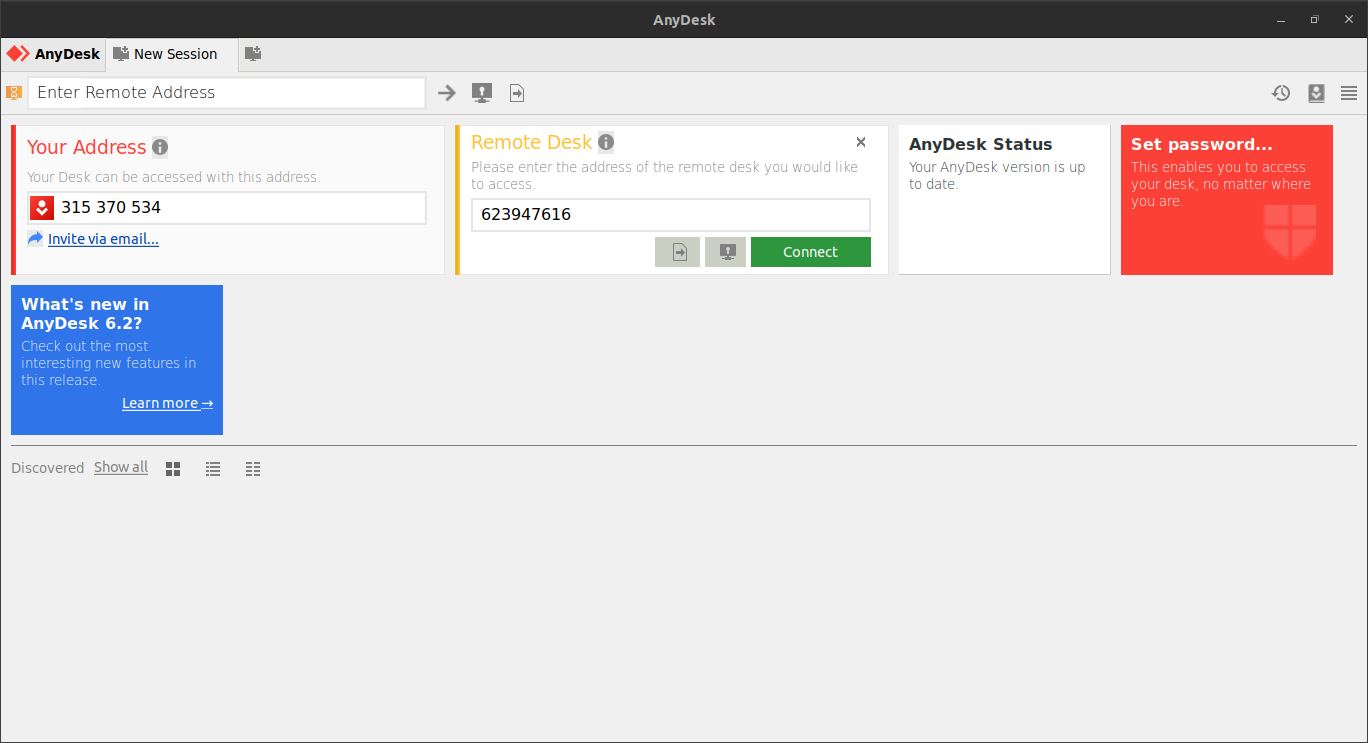 AnyDesk
AnyDesk
New Session
Enter Remote Address
Your Address
Your Desk can be accessed with this address.
315 370 534
Invite via email...
Remote Desk
Please enter the address of the remote desk you would like
to access.
623947616
Connect
AnyDesk Status
Your AnyDesk version is up
to date.
Set password...
This enables you to access
your desk, no matter where
you are.
What's new in
AnyDesk 6.2?
Check out the most
interesting new features in
this release.
Learn more →
Discovered
Show all